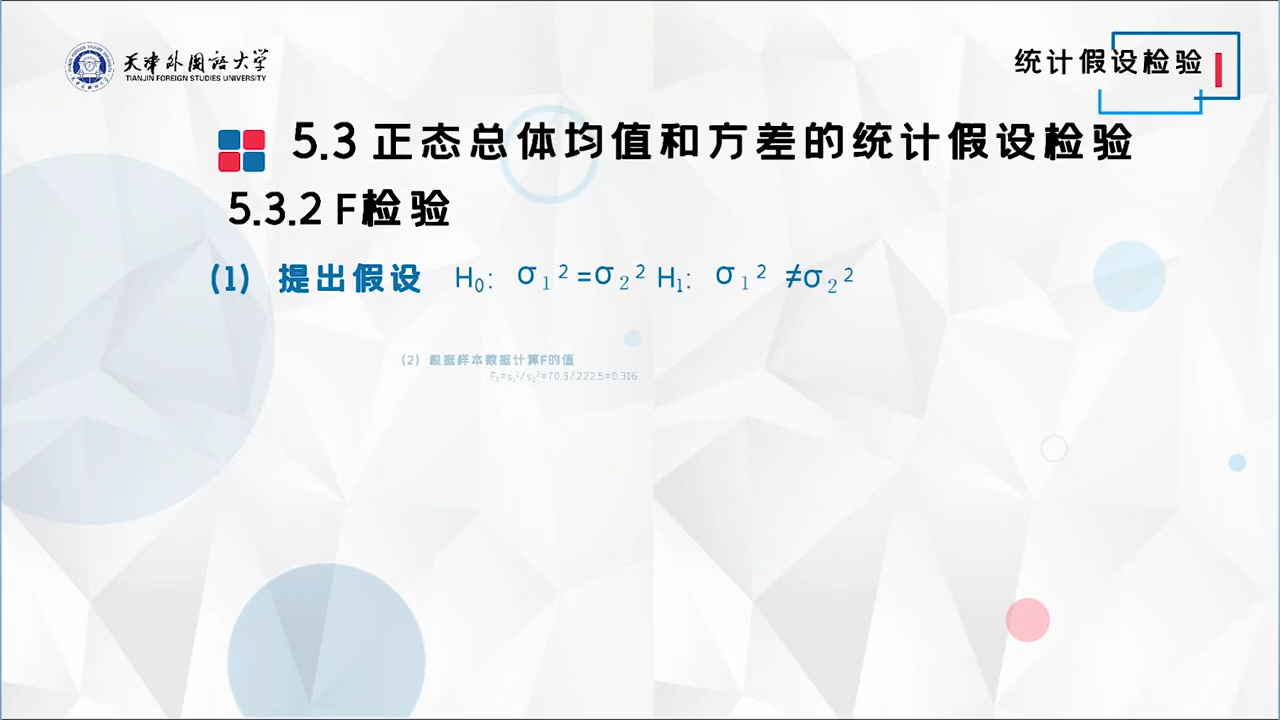 天津外国语大学
TIANJIN FOREIGN STUDIES UNIVERSITY
统计假设检验
5.3 正态总体均值和方差的统计假设检验
5.3.2 F检验
(1) 提出假设 H₀: σ₁²=σ₂² H₁: σ₁² ≠σ₂²
(2) 根据样本数据计算F的值
F₀=s₁²/s₂²=70.3/222.5=0.316